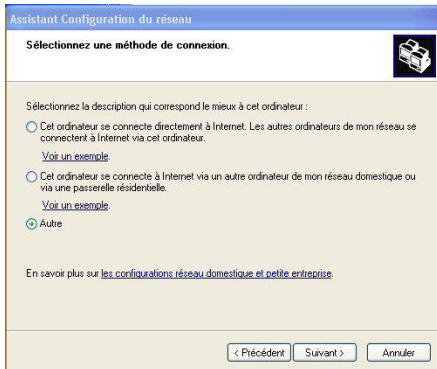 Assistant Configuration du réseau
Sélectionnez une méthode de connexion.
Sélectionnez la description qui correspond le mieux à cet ordinateur :
Cet ordinateur se connecte directement à Internet. Les autres ordinateurs de mon réseau se
connectent à Internet via cet ordinateur.
Voir un exemple.
Cet ordinateur se connecte à Internet via un autre ordinateur de mon réseau domestique ou
via une passerelle résidentielle.
Voir un exemple.
Autre
En savoir plus sur les configurations réseau domestique et petite entreprise.
< Précédent Suivant > Annuler